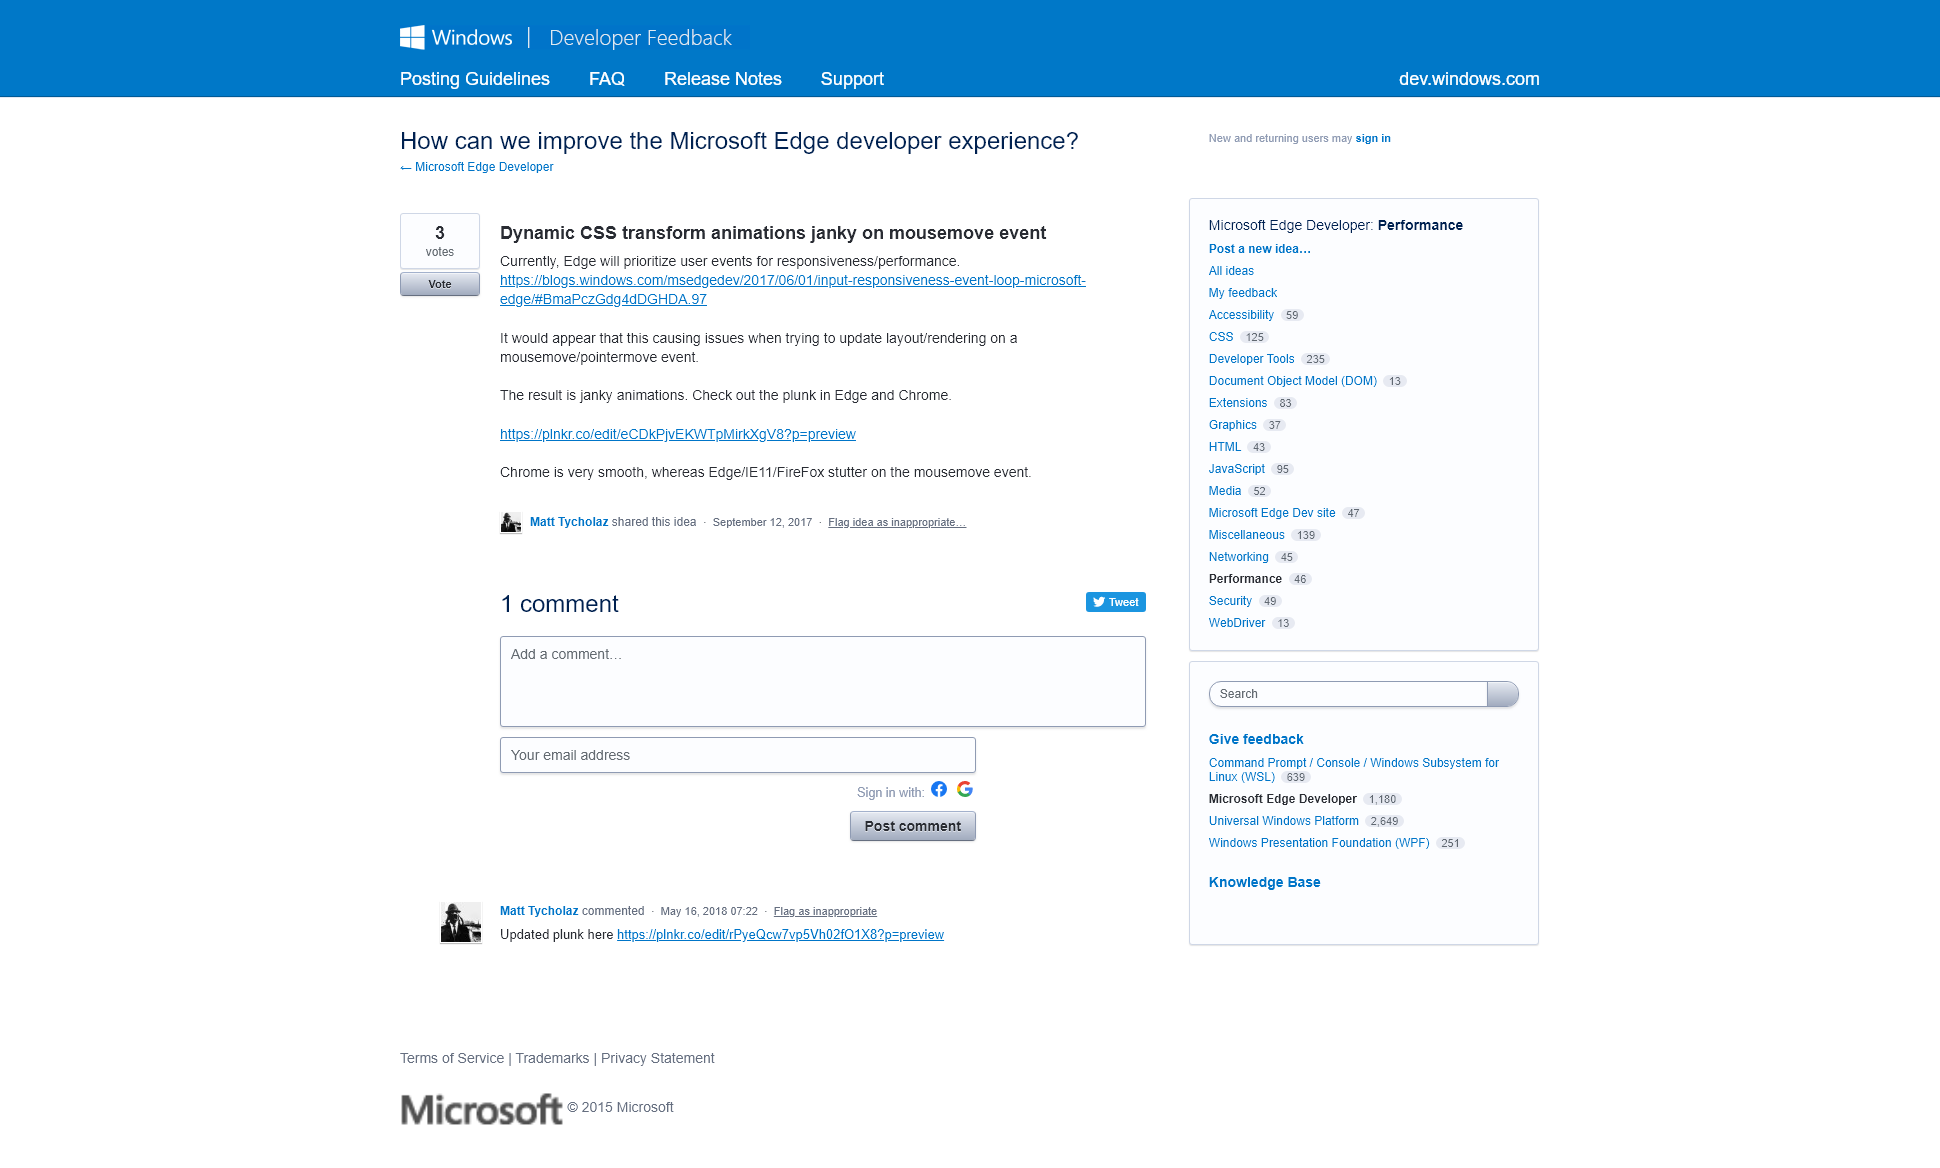 Windows | Developer Feedback
Posting Guidelines FAQ Release Notes Support dev.windows.com
How can we improve the Microsoft Edge developer experience?
← Microsoft Edge Developer
New and returning users may sign in
3
votes
Vote
Dynamic CSS transform animations janky on mousemove event
Currently, Edge will prioritize user events for responsiveness/performance.
https://blogs.windows.com/msedgedev/2017/06/01/input-responsiveness-event-loop-microsoft-
edge/#BmaPczGdg4dDGHDA.97
It would appear that this causing issues when trying to update layout/rendering on a
mousemove/pointermove event.
The result is janky animations. Check out the plunk in Edge and Chrome.
https://plnkr.co/edit/eCDkPjvEKWTpMirkXgV8?p=preview
Chrome is very smooth, whereas Edge/IE11/FireFox stutter on the mousemove event.
Matt Tycholaz shared this idea · September 12, 2017 · Flag idea as inappropriate…
1 comment
Tweet
Add a comment…
Your email address
Sign in with:
Post comment
Matt Tycholaz commented · May 16, 2018 07:22 · Flag as inappropriate
Updated plunk here https://plnkr.co/edit/rPyeQcw7vp5Vh02fO1X8?p=preview
Microsoft Edge Developer: Performance
Post a new idea…
All ideas
My feedback
Accessibility 59
CSS 125
Developer Tools 235
Document Object Model (DOM) 13
Extensions 83
Graphics 37
HTML 43
JavaScript 95
Media 52
Microsoft Edge Dev site 47
Miscellaneous 139
Networking 45
Performance 46
Security 49
WebDriver 13
Search
Give feedback
Command Prompt / Console / Windows Subsystem for
Linux (WSL) 639
Microsoft Edge Developer 1,180
Universal Windows Platform 2,649
Windows Presentation Foundation (WPF) 251
Knowledge Base
Terms of Service | Trademarks | Privacy Statement
Microsoft © 2015 Microsoft